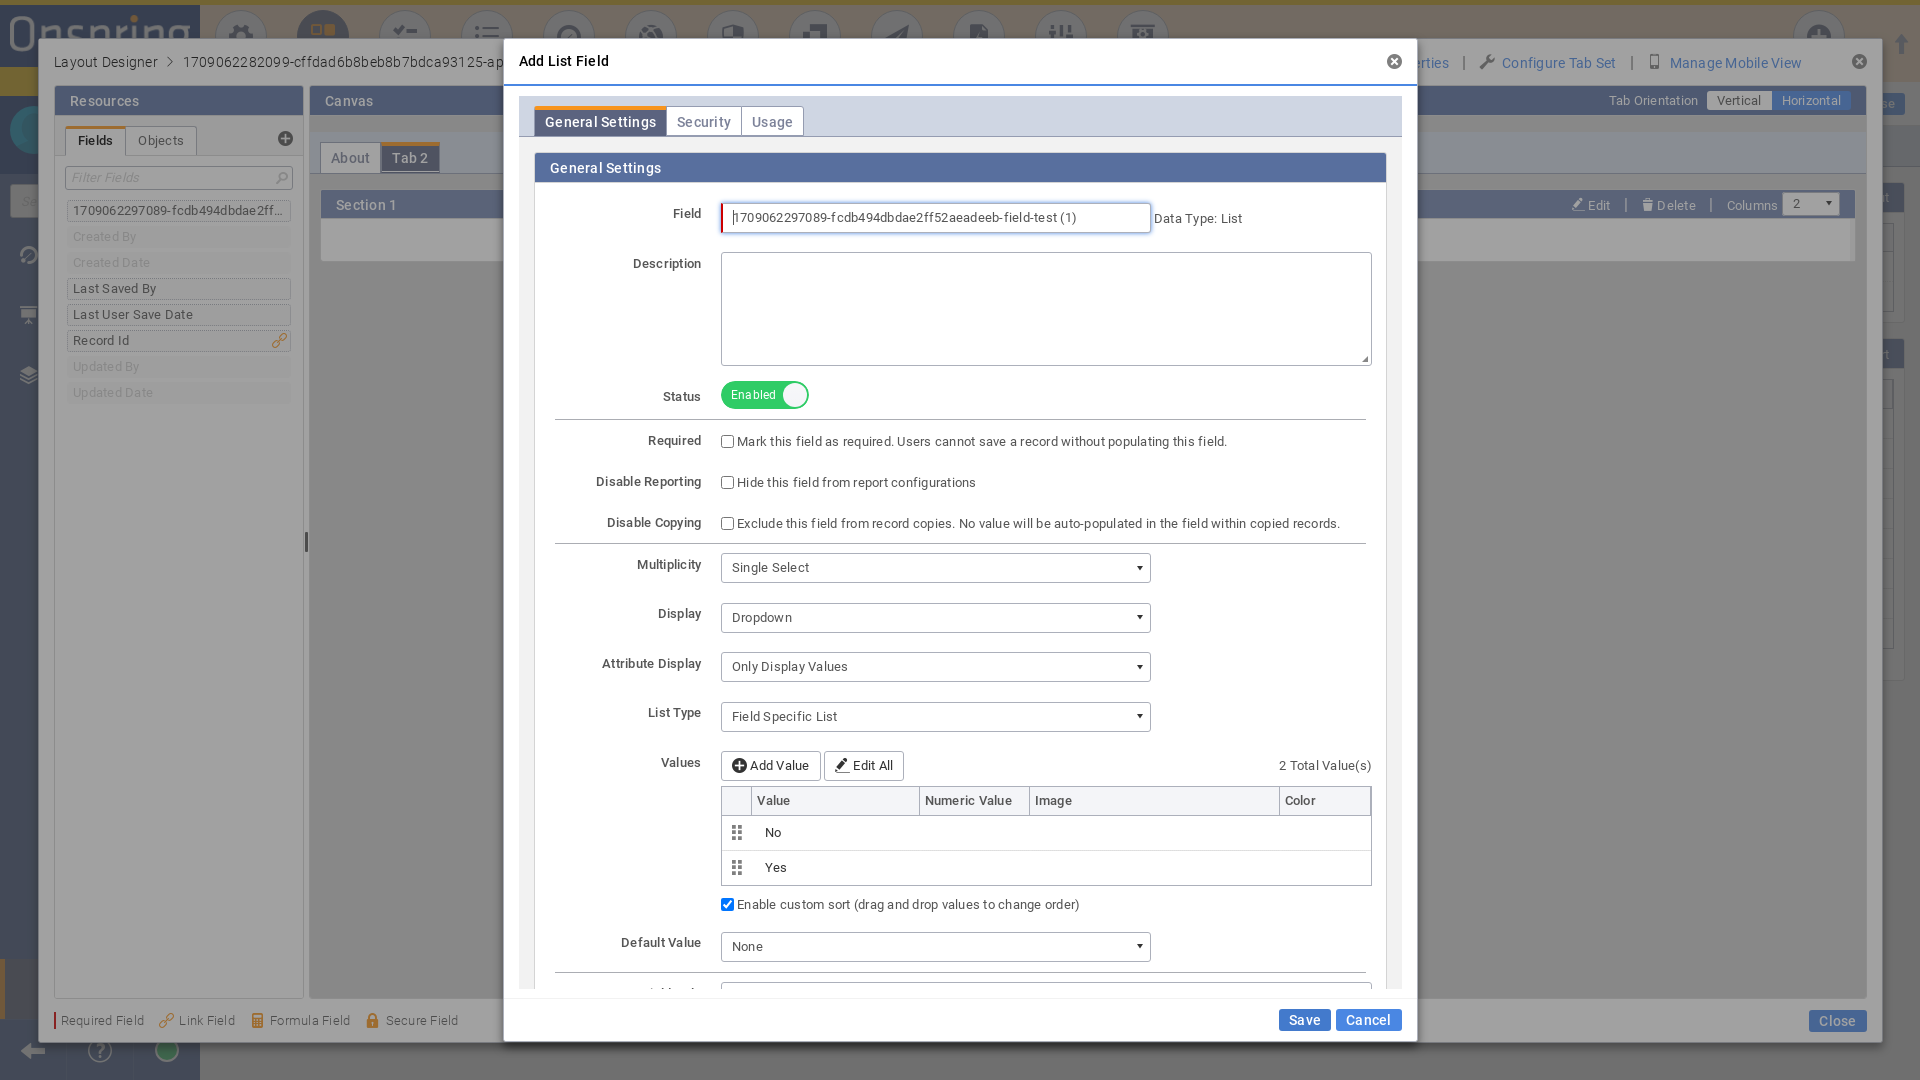 Onspring
Layout Designer > 1709062282099-cffdad6b8beb8b7bdca93125-ap
Configure Tab Set
Manage Mobile View
Resources
Canvas
Tab Orientation Vertical Horizontal
Fields Objects
Filter Fields
About Tab 2
1709062297089-fcdb494dbdae2ff...
Created By
Created Date
Last Saved By
Last User Save Date
Record Id
Updated By
Updated Date
Section 1
Edit | Delete | Columns 2
Add List Field
General Settings Security Usage
General Settings
Field 1709062297089-fcdb494dbdae2ff52aeadeeb-field-test (1) Data Type: List
Description
Status Enabled
Required Mark this field as required. Users cannot save a record without populating this field.
Disable Reporting Hide this field from report configurations
Disable Copying Exclude this field from record copies. No value will be auto-populated in the field within copied records.
Multiplicity Single Select
Display Dropdown
Attribute Display Only Display Values
List Type Field Specific List
Values Add Value Edit All 2 Total Value(s)
Value Numeric Value Image Color
No
Yes
Enable custom sort (drag and drop values to change order)
Default Value None
Save Cancel
Required Field Link Field Formula Field Secure Field
Close